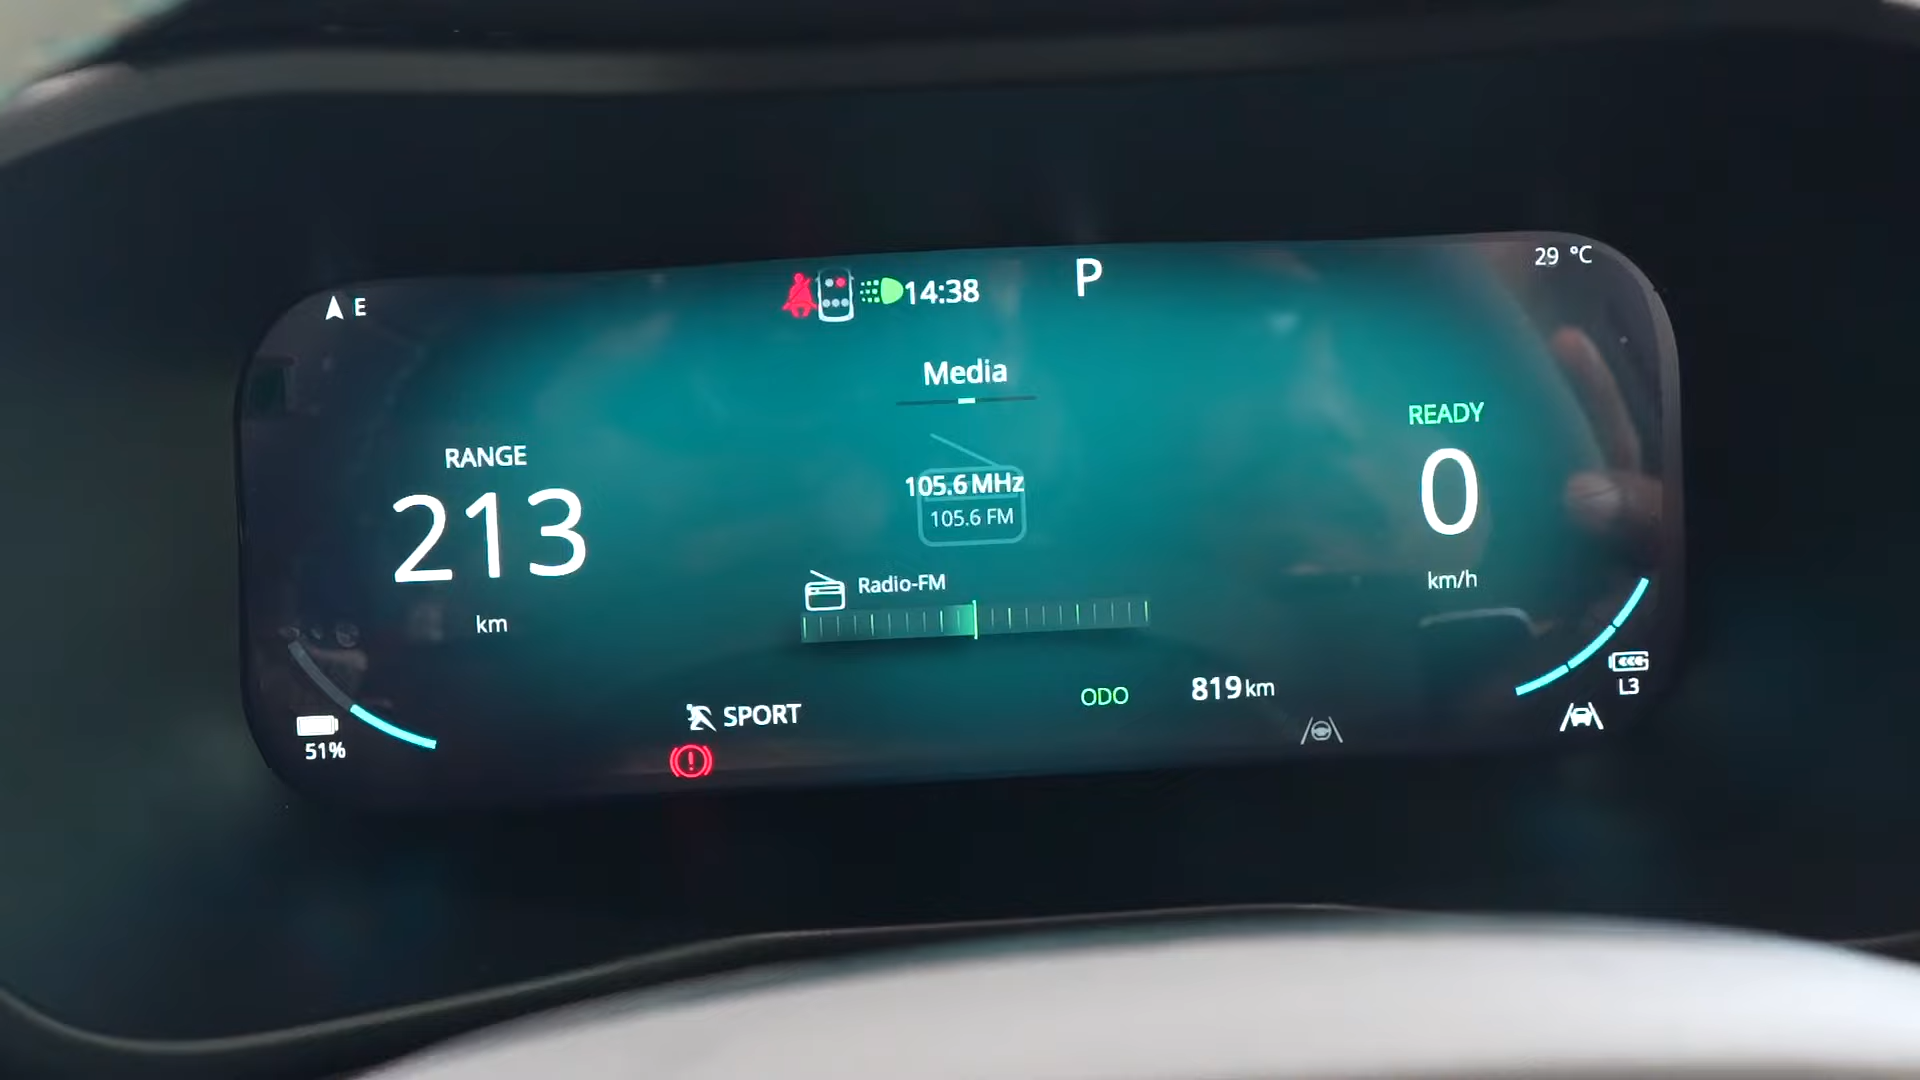 E
14:38
P
29 °C
Media
READY
RANGE
213
km
105.6 MHz
105.6 FM
0
km/h
Radio-FM
SPORT
ODO
819 km
L3
51%